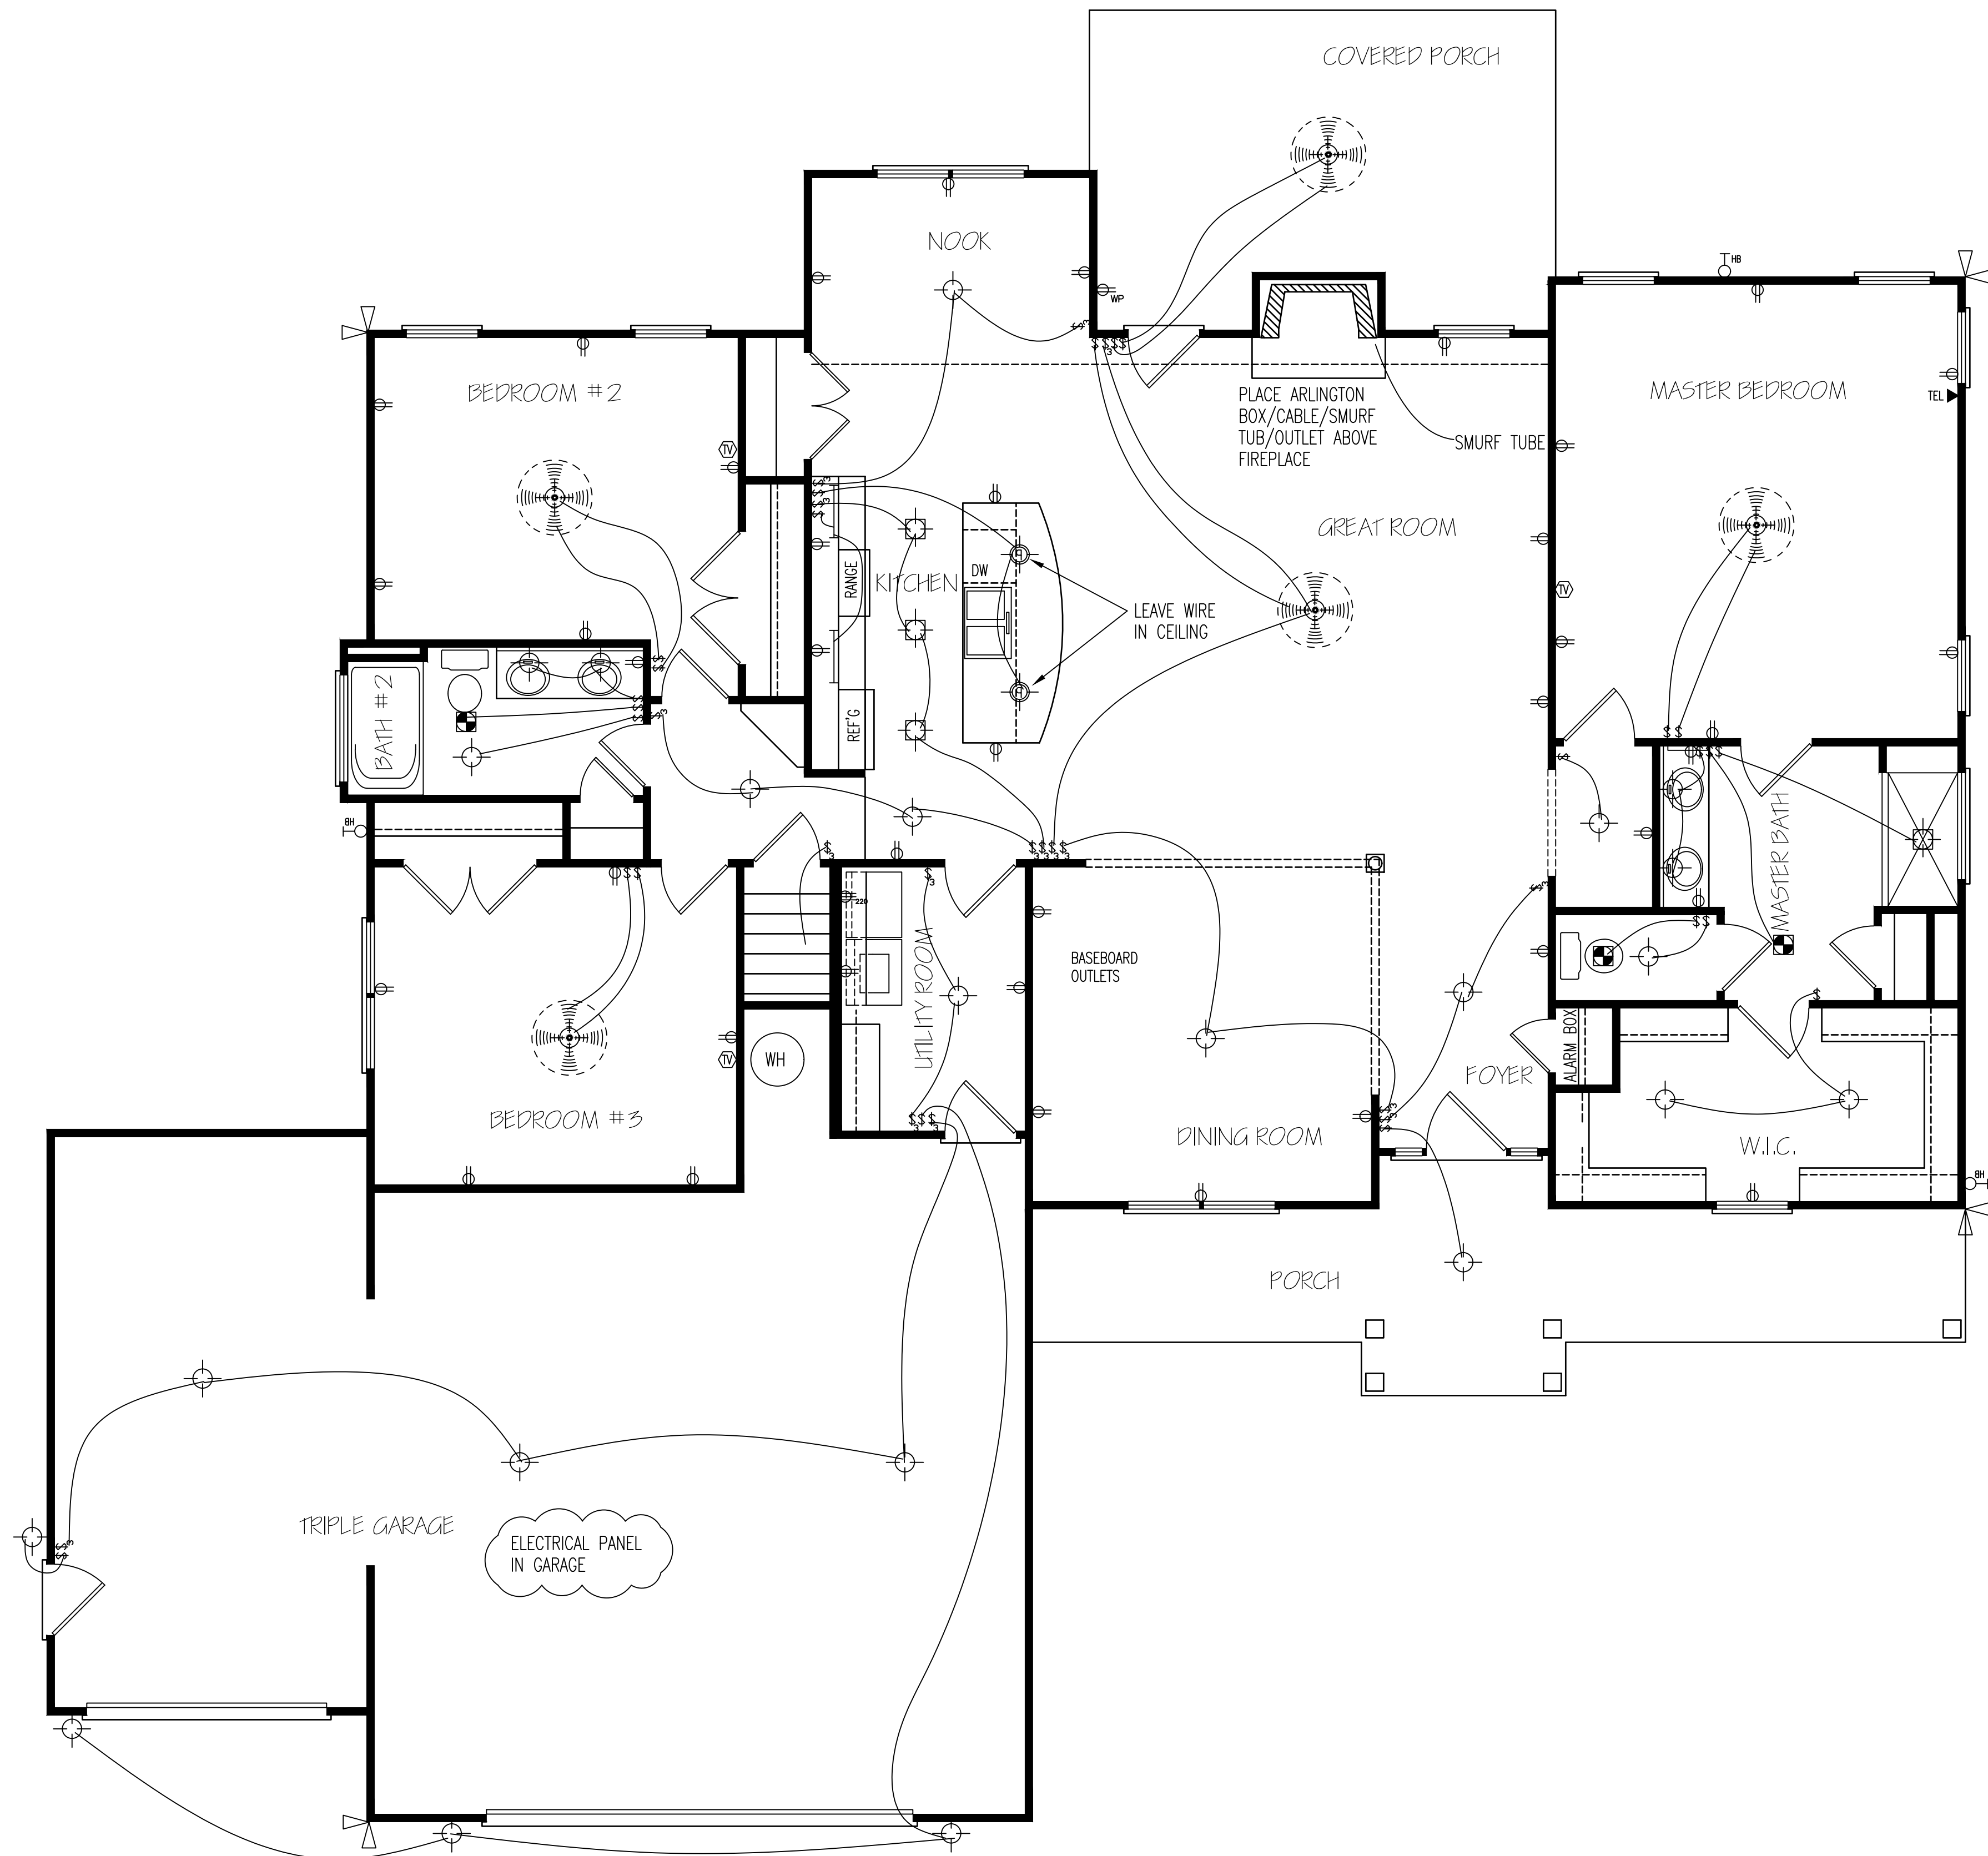 COVERED PORCH
NOOK
HB
WP
BEDROOM #2
PLACE ARLINGTON
BOX/CABLE/SMURF
TUB/OUTLET ABOVE
FIREPLACE
SMURF TUBE
MASTER BEDROOM
TEL
TV
GREAT ROOM
KITCHEN
RANGE
DW
LEAVE WIRE
IN CEILING
TV
REF'G
BATH #2
HB
MASTER BATH
220
UTILITY ROOM
BASEBOARD
OUTLETS
ALARM BOX
FOYER
WH
TV
BEDROOM #3
DINING ROOM
W.I.C.
HB
PORCH
TRIPLE GARAGE
ELECTRICAL PANEL
IN GARAGE